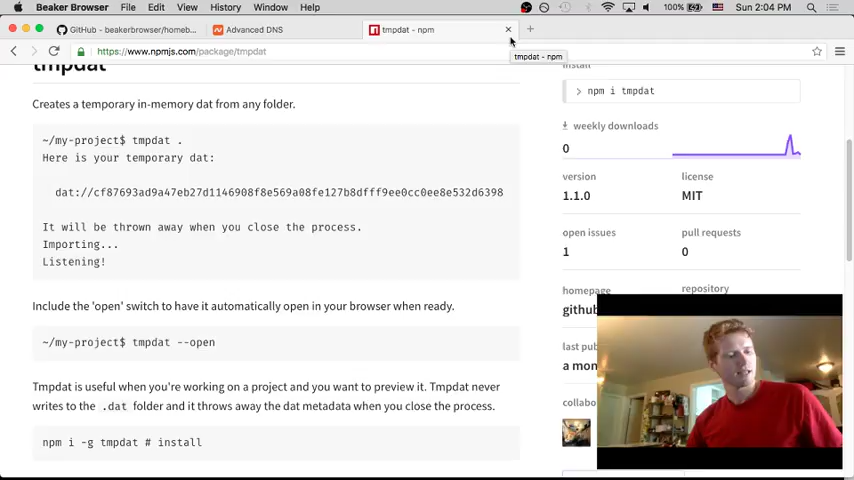 Beaker Browser File Edit View History Window Help
100% Sun 2:04 PM
GitHub - beakerbrowser/homeb... Advanced DNS tmpdat - npm
https://www.npmjs.com/package/tmpdat
tmpdat - npm
tmpdat
Creates a temporary in-memory dat from any folder.
~/my-project$ tmpdat .
Here is your temporary dat:
dat://cf87693ad9a47eb27d1146908f8e569a08fe127b8dfff9ee0cc0ee8e532d6398
It will be thrown away when you close the process.
Importing...
Listening!
Include the 'open' switch to have it automatically open in your browser when ready.
~/my-project$ tmpdat --open
Tmpdat is useful when you're working on a project and you want to preview it. Tmpdat never
writes to the .dat folder and it throws away the dat metadata when you close the process.
npm i -g tmpdat # install
install
> npm i tmpdat
weekly downloads
0
version license
1.1.0 MIT
open issues pull requests
1 0
homepage repository
github
last pub
a mon
collabo